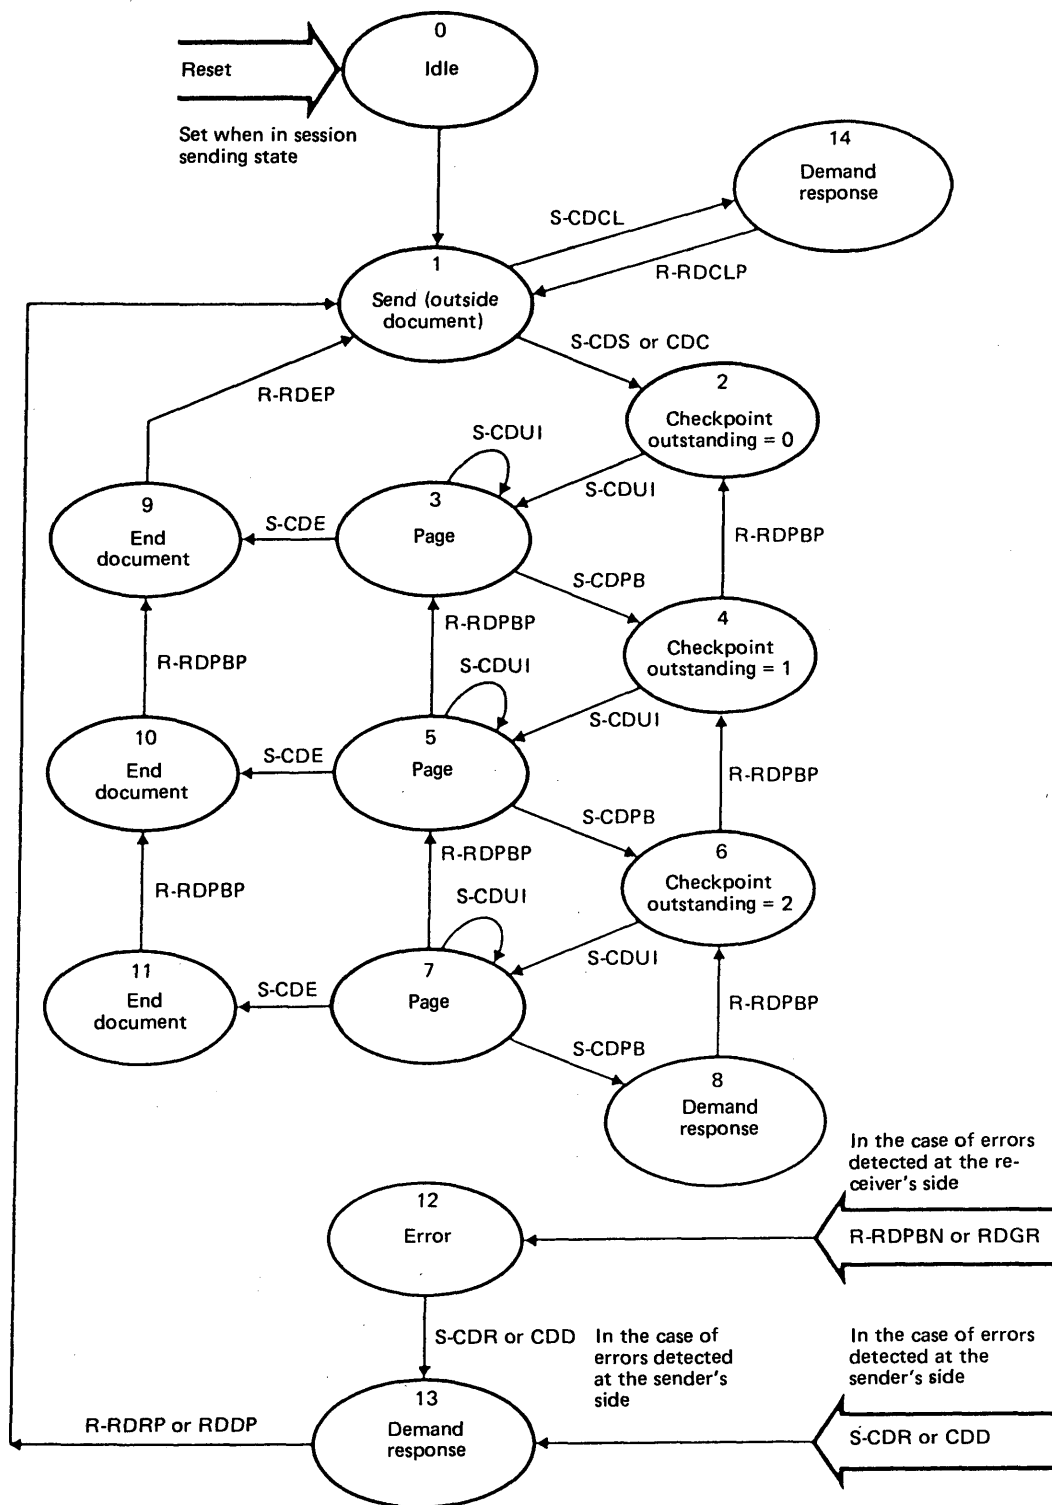 0
Idle
Reset
Set when in session
sending state
14
Demand
response
S-CDCL
R-RDCLP
1
Send (outside
document)
S-CDS or CDC
2
Checkpoint
outstanding = 0
R-RDEP
S-CDUI
S-CDUI
3
Page
9
End
document
S-CDE
R-RDPBP
S-CDPB
4
Checkpoint
outstanding = 1
R-RDPBP
R-RDPBP
S-CDUI
S-CDUI
5
Page
10
End
document
S-CDE
R-RDPBP
S-CDPB
6
Checkpoint
outstanding = 2
R-RDPBP
R-RDPBP
S-CDUI
S-CDUI
7
Page
11
End
document
S-CDE
R-RDPBP
S-CDPB
8
Demand
response
In the case of errors
detected at the re-
ceiver's side
R-RDPBN or RDGR
12
Error
S-CDR or CDD
In the case of
errors detected
at the sender's
side
In the case of errors
detected at the
sender's side
S-CDR or CDD
13
Demand
response
R-RDRP or RDDP